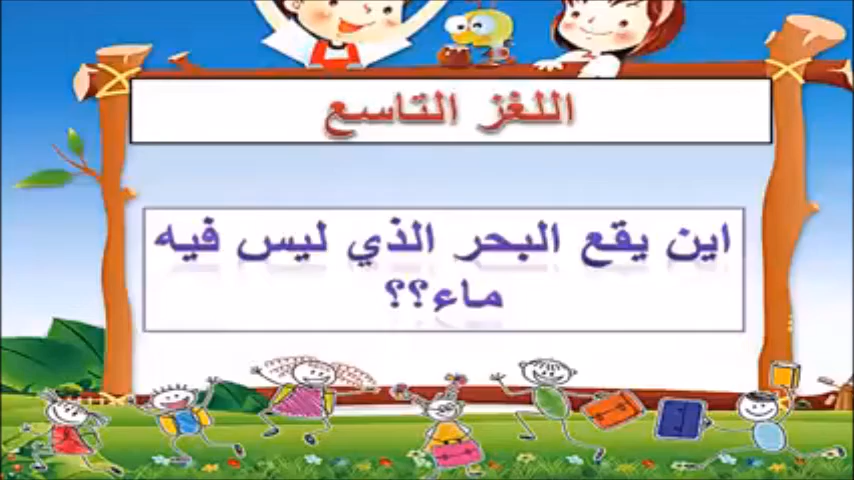 اللغز التاسع
اين يقع البحر الذي ليس فيه
ماء؟؟